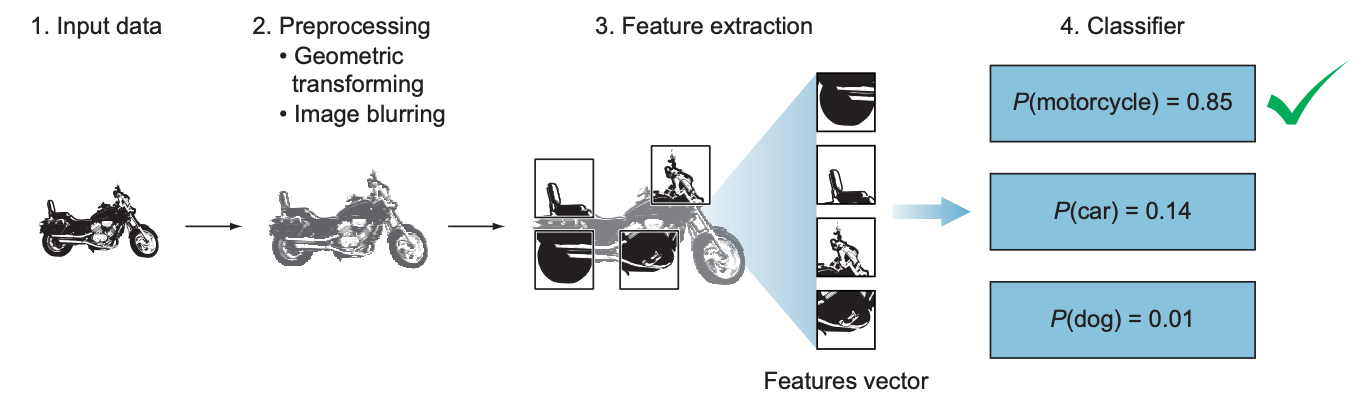 1. Input data
2. Preprocessing
• Geometric
transforming
• Image blurring
3. Feature extraction
Features vector
4. Classifier
P(motorcycle) = 0.85
P(car) = 0.14
P(dog) = 0.01